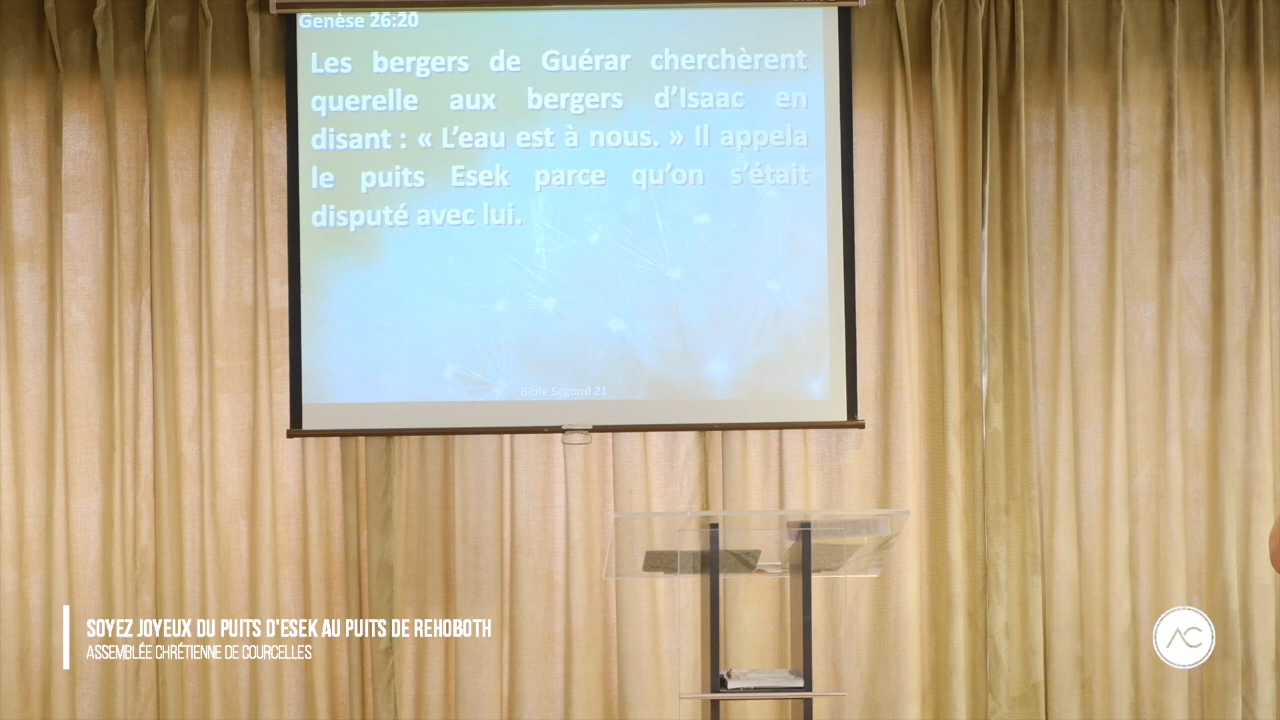 Genèse 26:20
Les bergers de Guérar cherchèrent
querelle aux bergers d’Isaac en
disant : « L’eau est à nous. » Il appela
le puits Esek parce qu’on s’était
disputé avec lui.
Bible Segond 21
SOYEZ JOYEUX DU PUITS D'ESEK AU PUITS DE REHOBOTH
ASSEMBLÉE CHRÉTIENNE DE COURCELLES
AC